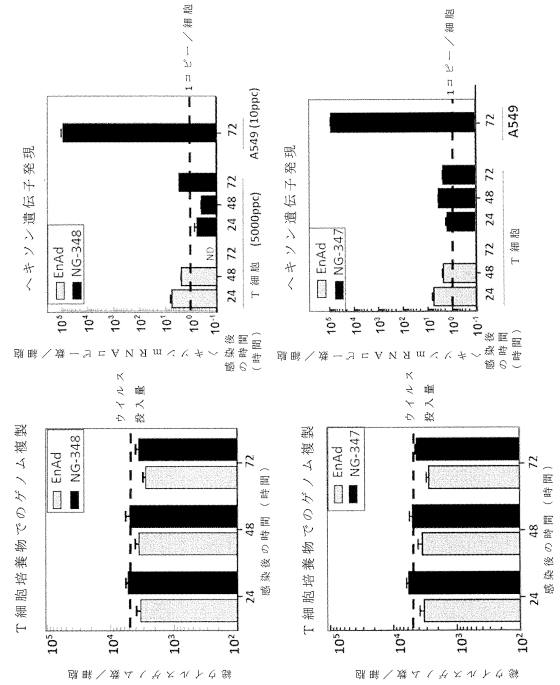 T細胞培養物でのゲノム複製
EnAd
NG-348
ウイルス
投入量
総ウイルスゲノム数/細胞
10⁵
10⁴
10³
10²
24
48
72
感染後の時間(時間)
ヘキソン遺伝子発現
EnAd
NG-348
1コピー/細胞
ヘキソンmRNAコピー数/細胞
10⁵
10⁴
10³
10²
10¹
10⁰
10⁻¹
ND
24 48 72 24 48 72 72
感染後
の時間
(時間)
T細胞 (5000ppc)
A549 (10ppc)
T細胞培養物でのゲノム複製
EnAd
NG-347
ウイルス
投入量
総ウイルスゲノム数/細胞
10⁵
10⁴
10³
10²
24
48
72
感染後の時間(時間)
ヘキソン遺伝子発現
EnAd
NG-347
1コピー/細胞
ヘキソンmRNAコピー数/細胞
10⁵
10⁴
10³
10²
10¹
10⁰
10⁻¹
24 48 72 24 48 72 72
感染後
の時間
(時間)
T細胞
A549